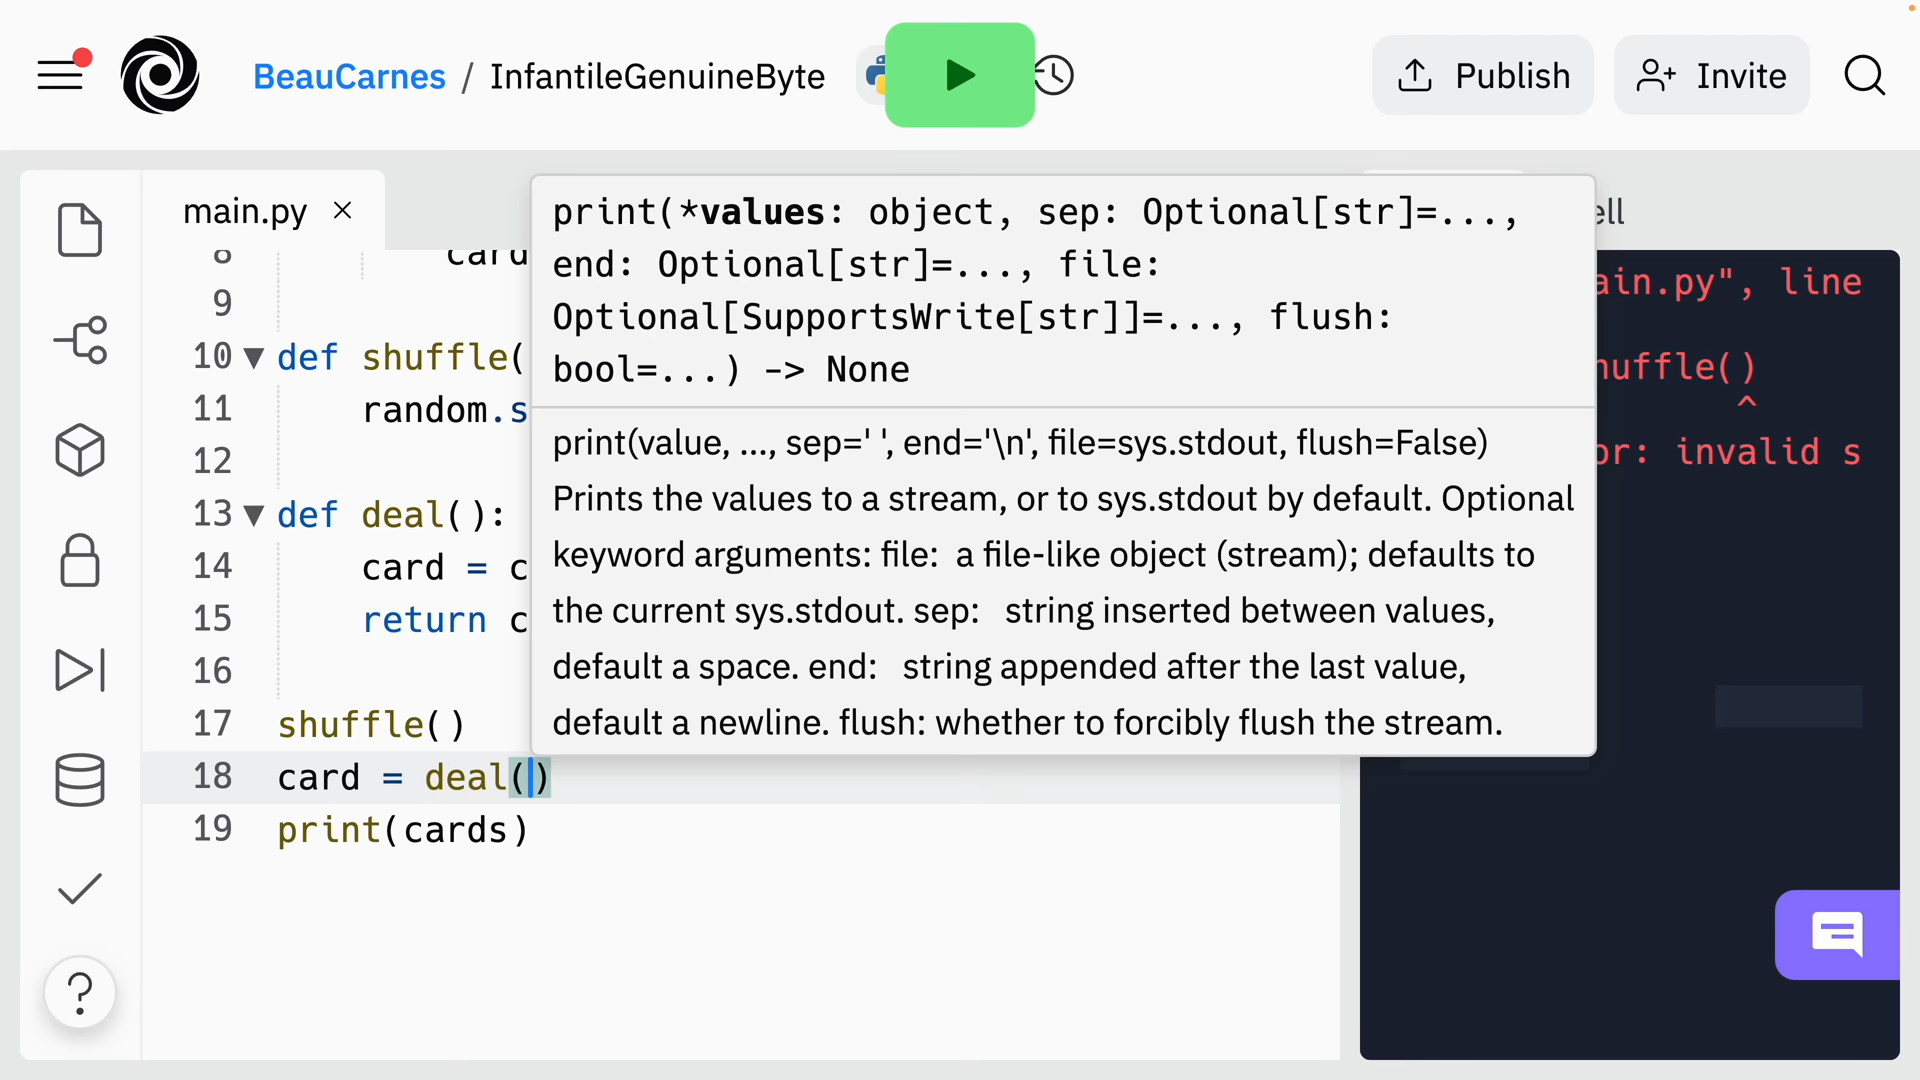 BeauCarnes / InfantileGenuineByte
Publish
Invite
main.py ×
8 card
9
10 def shuffle(
11 random.s
12
13 def deal():
14 card = c
15 return c
16
17 shuffle()
18 card = deal()
19 print(cards)
print(*values: object, sep: Optional[str]=...,
end: Optional[str]=..., file:
Optional[SupportsWrite[str]]=..., flush:
bool=...) -> None
print(value, ..., sep=' ', end='\n', file=sys.stdout, flush=False)
Prints the values to a stream, or to sys.stdout by default. Optional
keyword arguments: file: a file-like object (stream); defaults to
the current sys.stdout. sep: string inserted between values,
default a space. end: string appended after the last value,
default a newline. flush: whether to forcibly flush the stream.
ell
ain.py", line
huffle()
^
or: invalid s
?